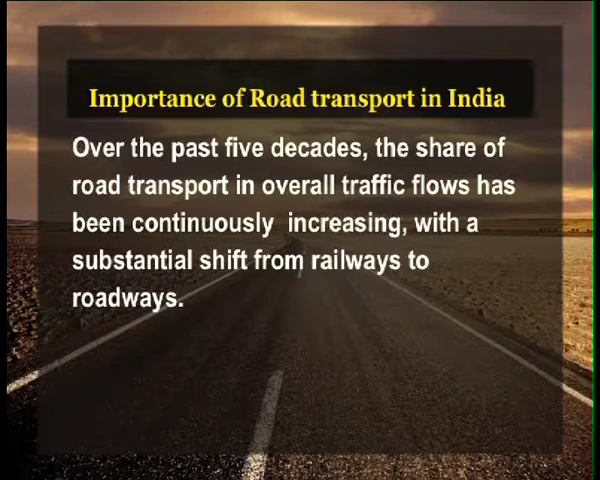 Importance of Road transport in India
Over the past five decades, the share of
road transport in overall traffic flows has
been continuously increasing, with a
substantial shift from railways to
roadways.